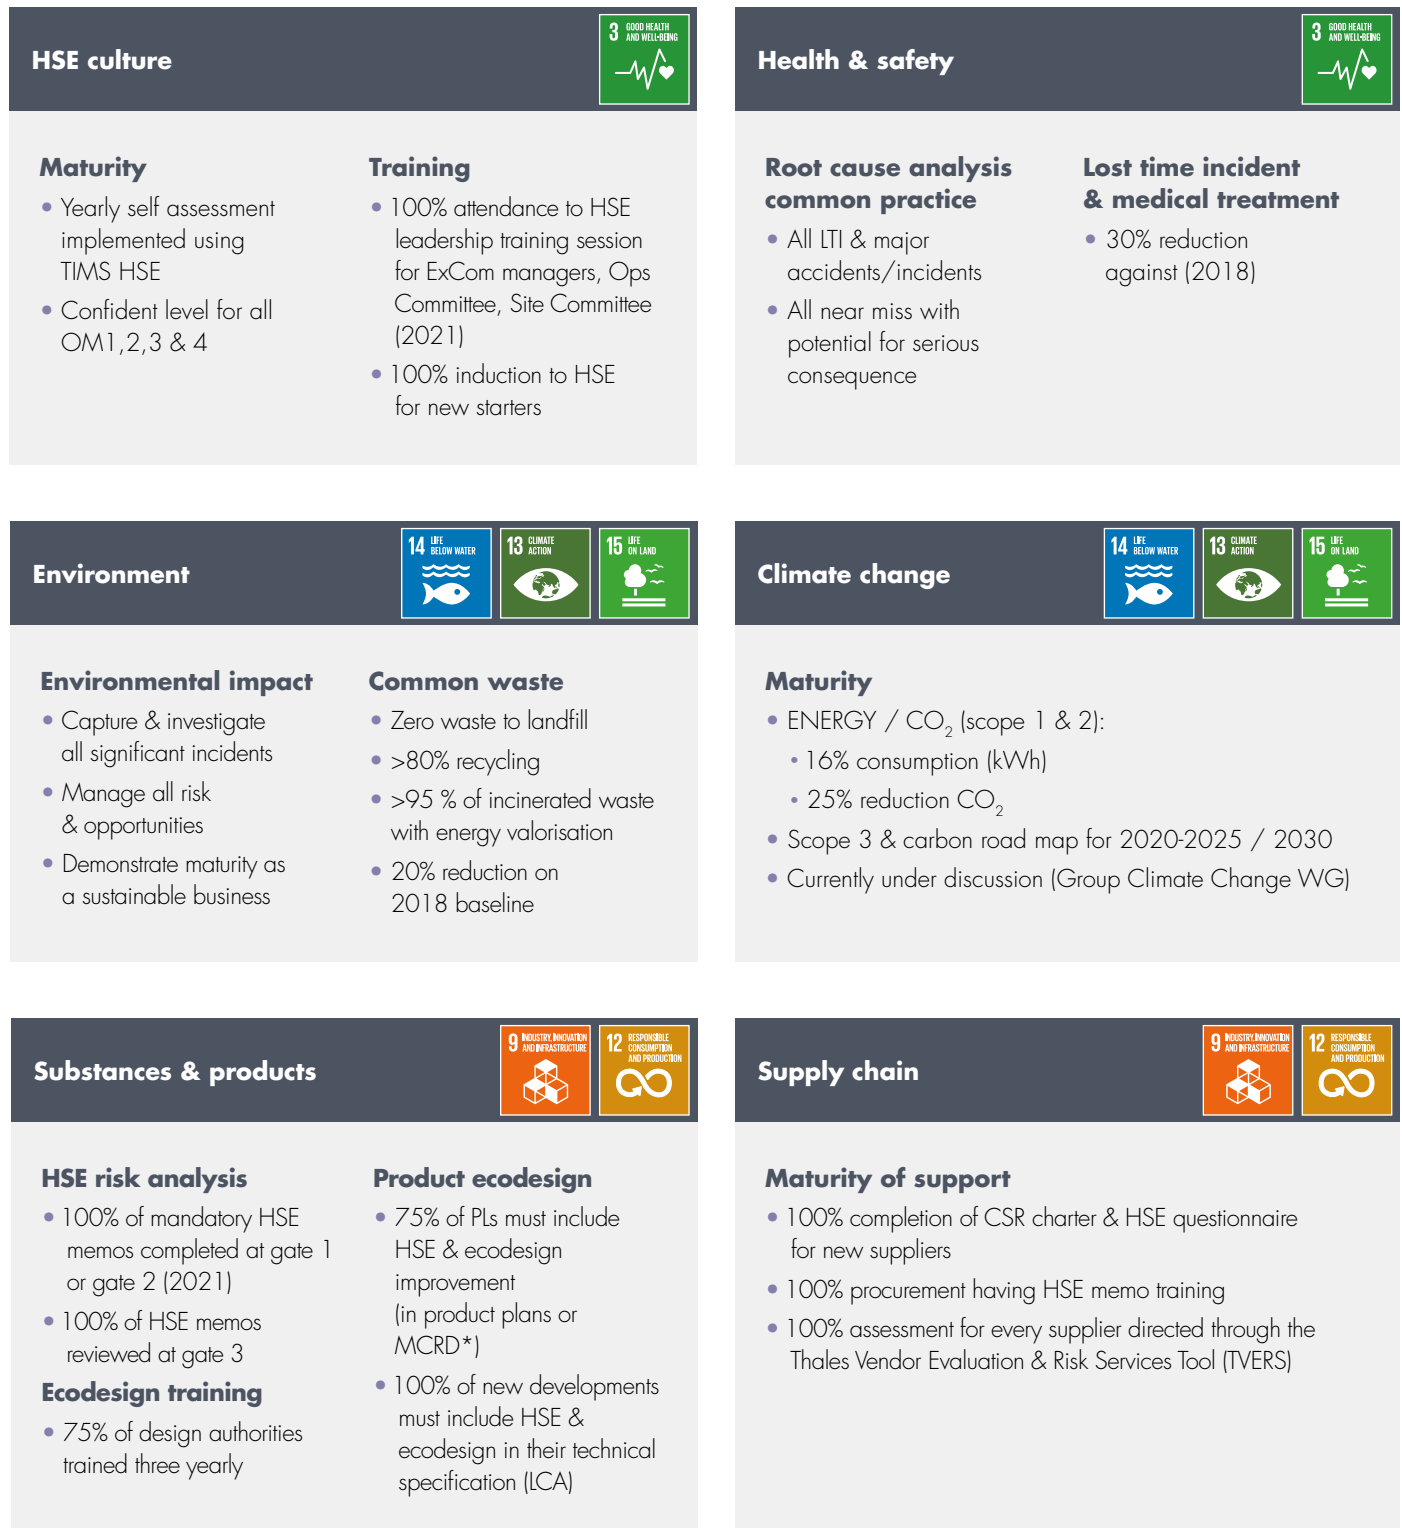 HSE culture
3 GOOD HEALTH
AND WELL-BEING
Maturity
• Yearly self assessment
implemented using
TIMS HSE
• Confident level for all
OM1,2,3 & 4
Training
• 100% attendance to HSE
leadership training session
for ExCom managers, Ops
Committee, Site Committee
(2021)
• 100% induction to HSE
for new starters
Health & safety
3 GOOD HEALTH
AND WELL-BEING
Root cause analysis
common practice
• All LTI & major
accidents/incidents
• All near miss with
potential for serious
consequence
Lost time incident
& medical treatment
• 30% reduction
against (2018)
Environment
14 LIFE
BELOW WATER
13 CLIMATE
ACTION
15 LIFE
ON LAND
Environmental impact
• Capture & investigate
all significant incidents
• Manage all risk
& opportunities
• Demonstrate maturity as
a sustainable business
Common waste
• Zero waste to landfill
• >80% recycling
• >95 % of incinerated waste
with energy valorisation
• 20% reduction on
2018 baseline
Climate change
14 LIFE
BELOW WATER
13 CLIMATE
ACTION
15 LIFE
ON LAND
Maturity
• ENERGY / CO₂ (scope 1 & 2):
• 16% consumption (kWh)
• 25% reduction CO₂
• Scope 3 & carbon road map for 2020-2025 / 2030
• Currently under discussion (Group Climate Change WG)
Substances & products
9 INDUSTRY, INNOVATION
AND INFRASTRUCTURE
12 RESPONSIBLE
CONSUMPTION
AND PRODUCTION
HSE risk analysis
• 100% of mandatory HSE
memos completed at gate 1
or gate 2 (2021)
• 100% of HSE memos
reviewed at gate 3
Ecodesign training
• 75% of design authorities
trained three yearly
Product ecodesign
• 75% of PLs must include
HSE & ecodesign
improvement
(in product plans or
MCRD*)
• 100% of new developments
must include HSE &
ecodesign in their technical
specification (LCA)
Supply chain
9 INDUSTRY, INNOVATION
AND INFRASTRUCTURE
12 RESPONSIBLE
CONSUMPTION
AND PRODUCTION
Maturity of support
• 100% completion of CSR charter & HSE questionnaire
for new suppliers
• 100% procurement having HSE memo training
• 100% assessment for every supplier directed through the
Thales Vendor Evaluation & Risk Services Tool (TVERS)